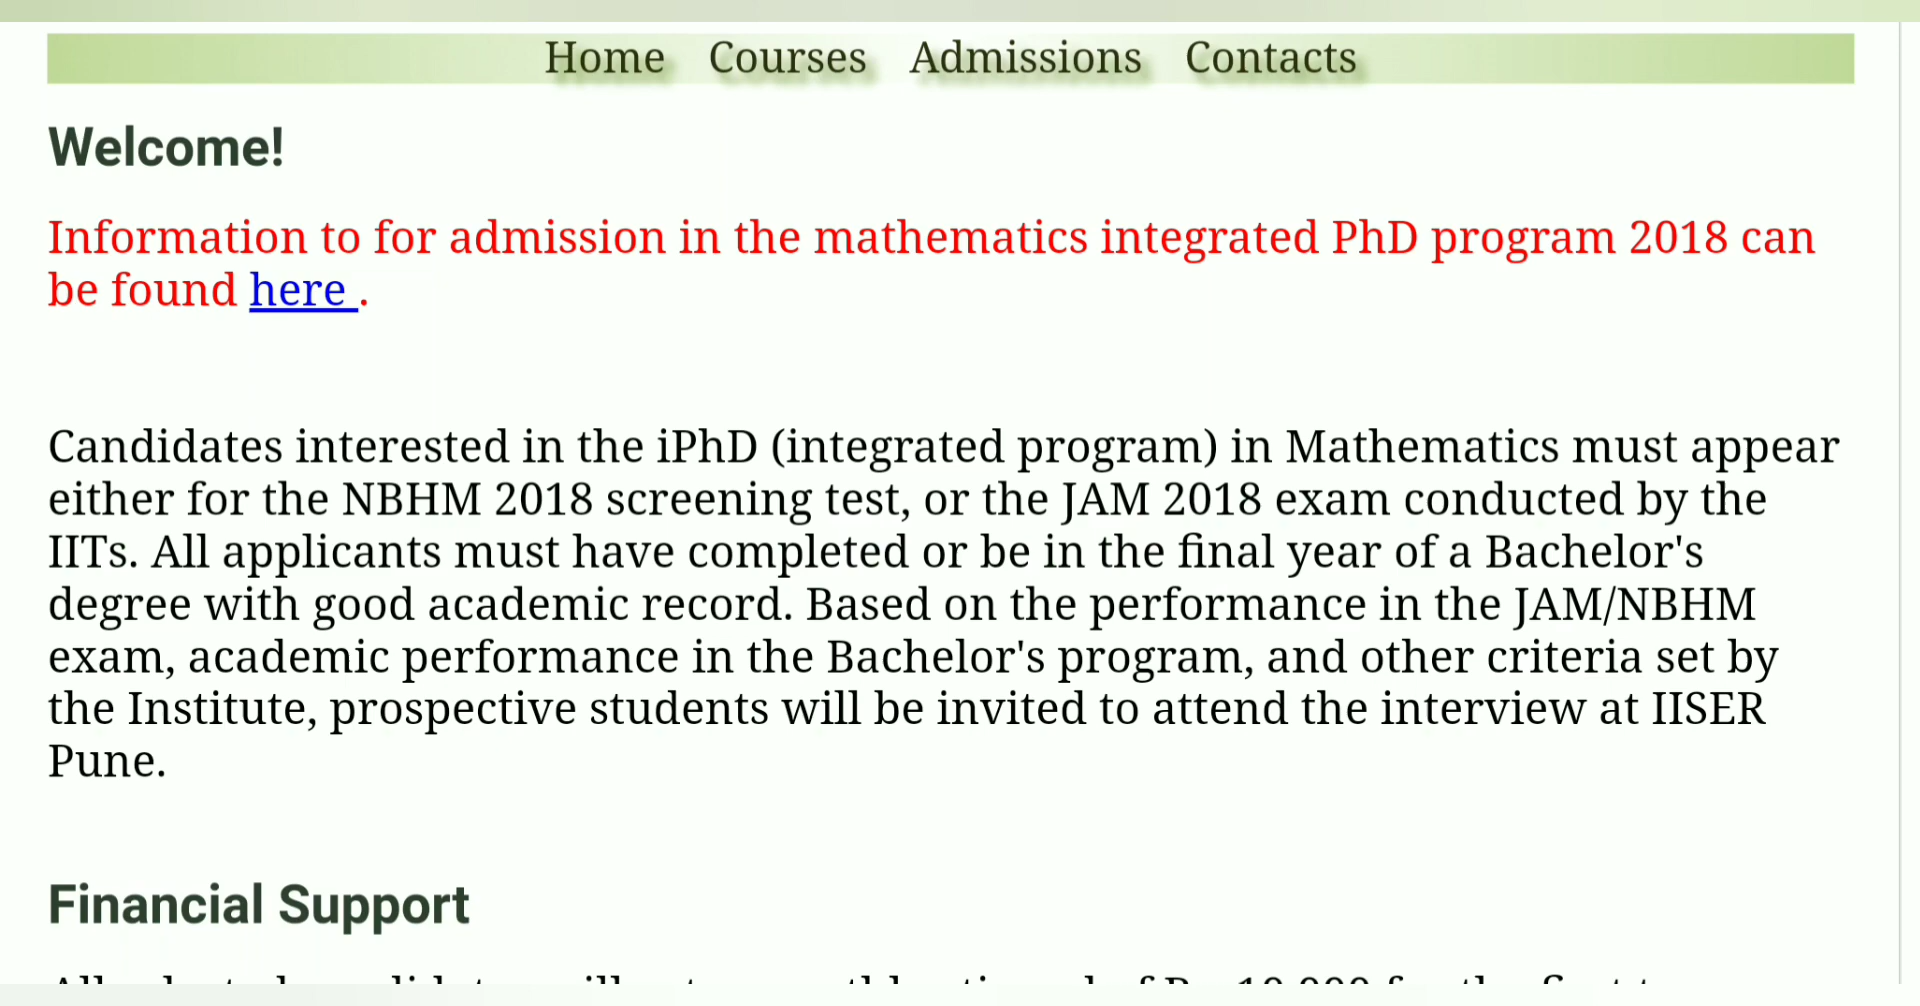 Home Courses Admissions Contacts
Welcome!
Information to for admission in the mathematics integrated PhD program 2018 can
be found here .
Candidates interested in the iPhD (integrated program) in Mathematics must appear
either for the NBHM 2018 screening test, or the JAM 2018 exam conducted by the
IITs. All applicants must have completed or be in the final year of a Bachelor's
degree with good academic record. Based on the performance in the JAM/NBHM
exam, academic performance in the Bachelor's program, and other criteria set by
the Institute, prospective students will be invited to attend the interview at IISER
Pune.
Financial Support